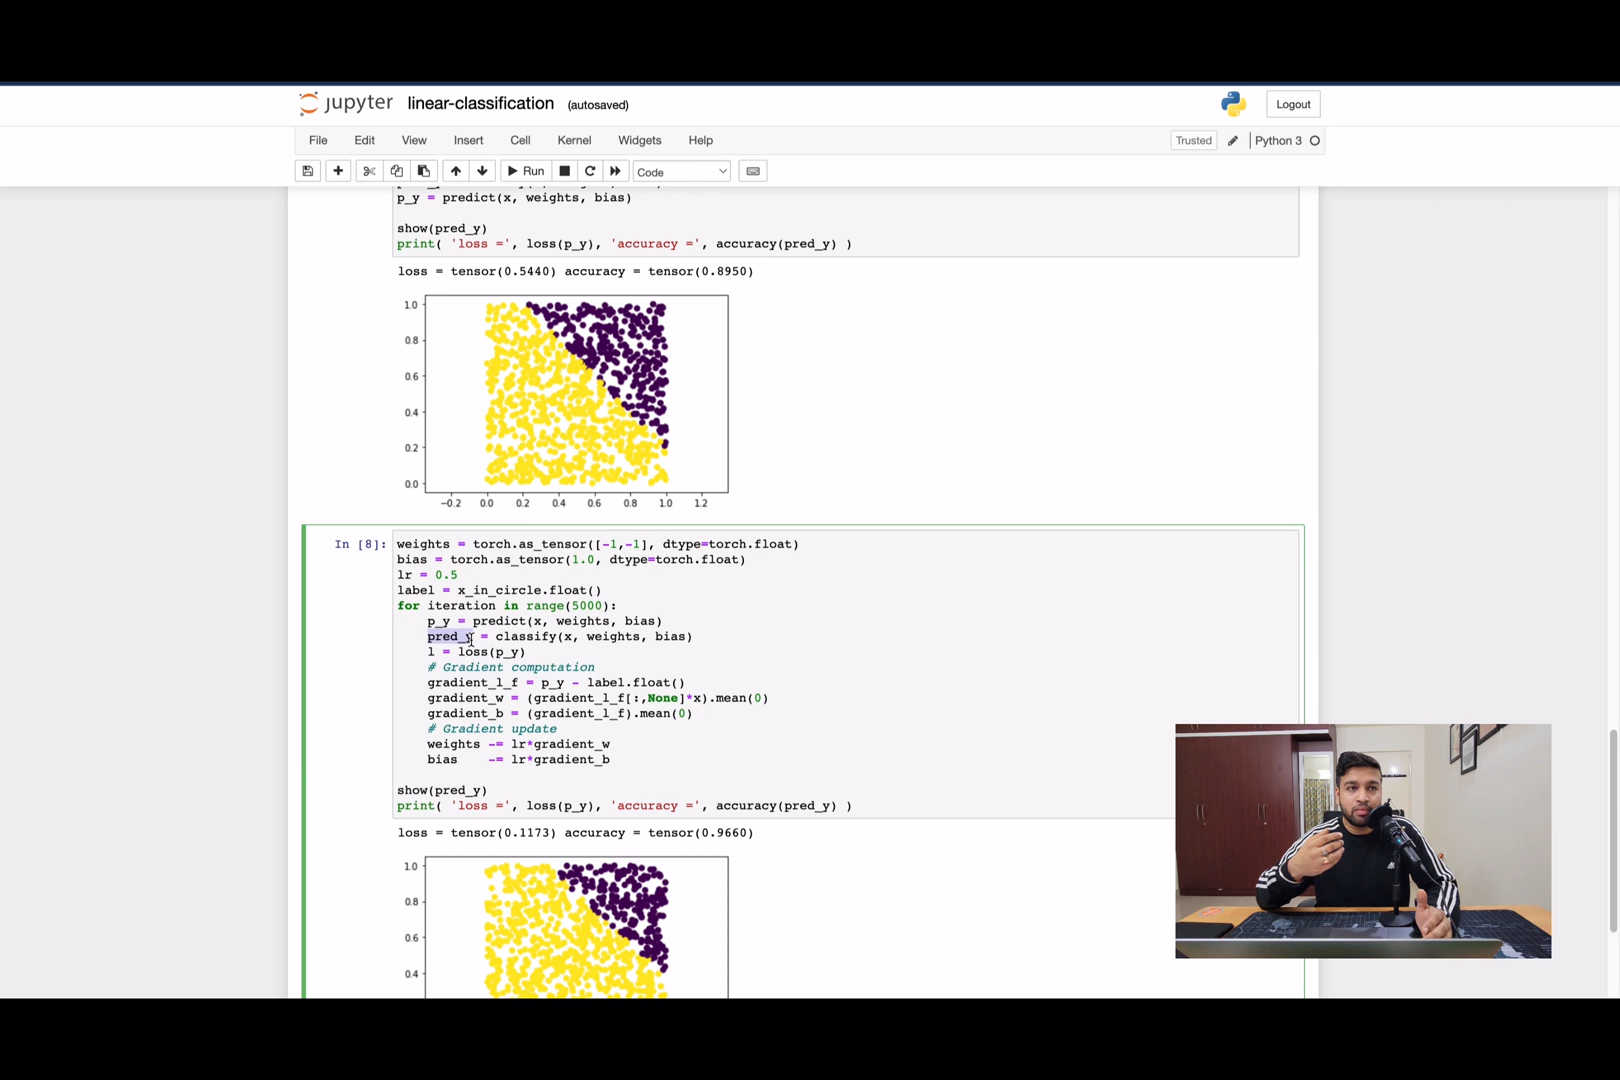 jupyter linear-classification (autosaved)
Logout
File Edit View Insert Cell Kernel Widgets Help
Trusted Python 3
Run Code
p_y = predict(x, weights, bias)
show(pred_y)
print( 'loss =', loss(p_y), 'accuracy =', accuracy(pred_y) )
loss = tensor(0.5440) accuracy = tensor(0.8950)
1.0
0.8
0.6
0.4
0.2
0.0
−0.2 0.0 0.2 0.4 0.6 0.8 1.0 1.2
In [8]:
weights = torch.as_tensor([-1,-1], dtype=torch.float)
bias = torch.as_tensor(1.0, dtype=torch.float)
lr = 0.5
label = x_in_circle.float()
for iteration in range(5000):
p_y = predict(x, weights, bias)
pred_y = classify(x, weights, bias)
l = loss(p_y)
# Gradient computation
gradient_l_f = p_y - label.float()
gradient_w = (gradient_l_f[:,None]*x).mean(0)
gradient_b = (gradient_l_f).mean(0)
# Gradient update
weights -= lr*gradient_w
bias -= lr*gradient_b
show(pred_y)
print( 'loss =', loss(p_y), 'accuracy =', accuracy(pred_y) )
loss = tensor(0.1173) accuracy = tensor(0.9660)
1.0
0.8
0.6
0.4